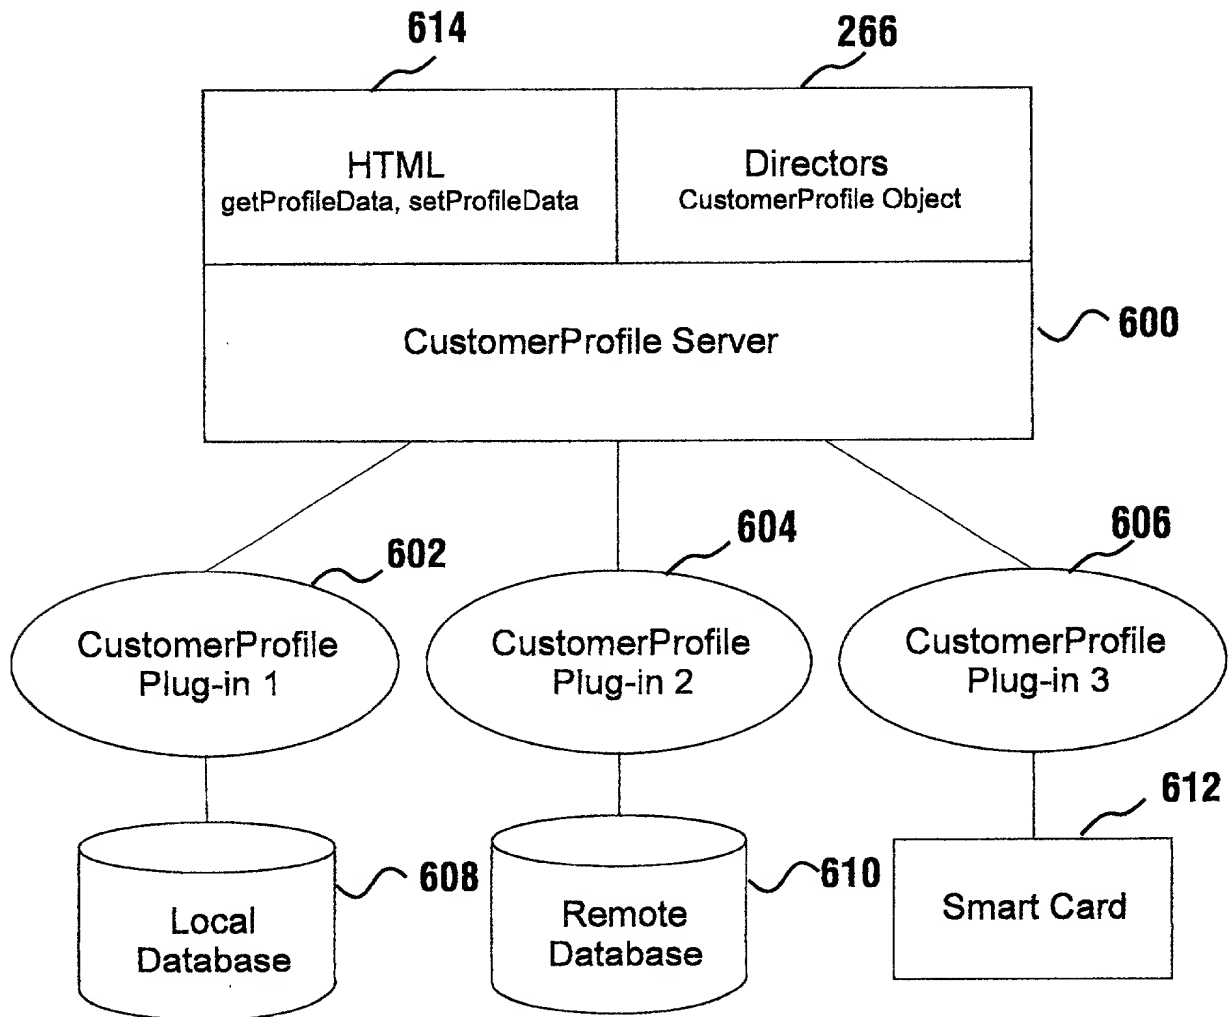 614
266
HTML
getProfileData, setProfileData
Directors
CustomerProfile Object
CustomerProfile Server
600
602
604
606
CustomerProfile
Plug-in 1
CustomerProfile
Plug-in 2
CustomerProfile
Plug-in 3
608
610
612
Local
Database
Remote
Database
Smart Card